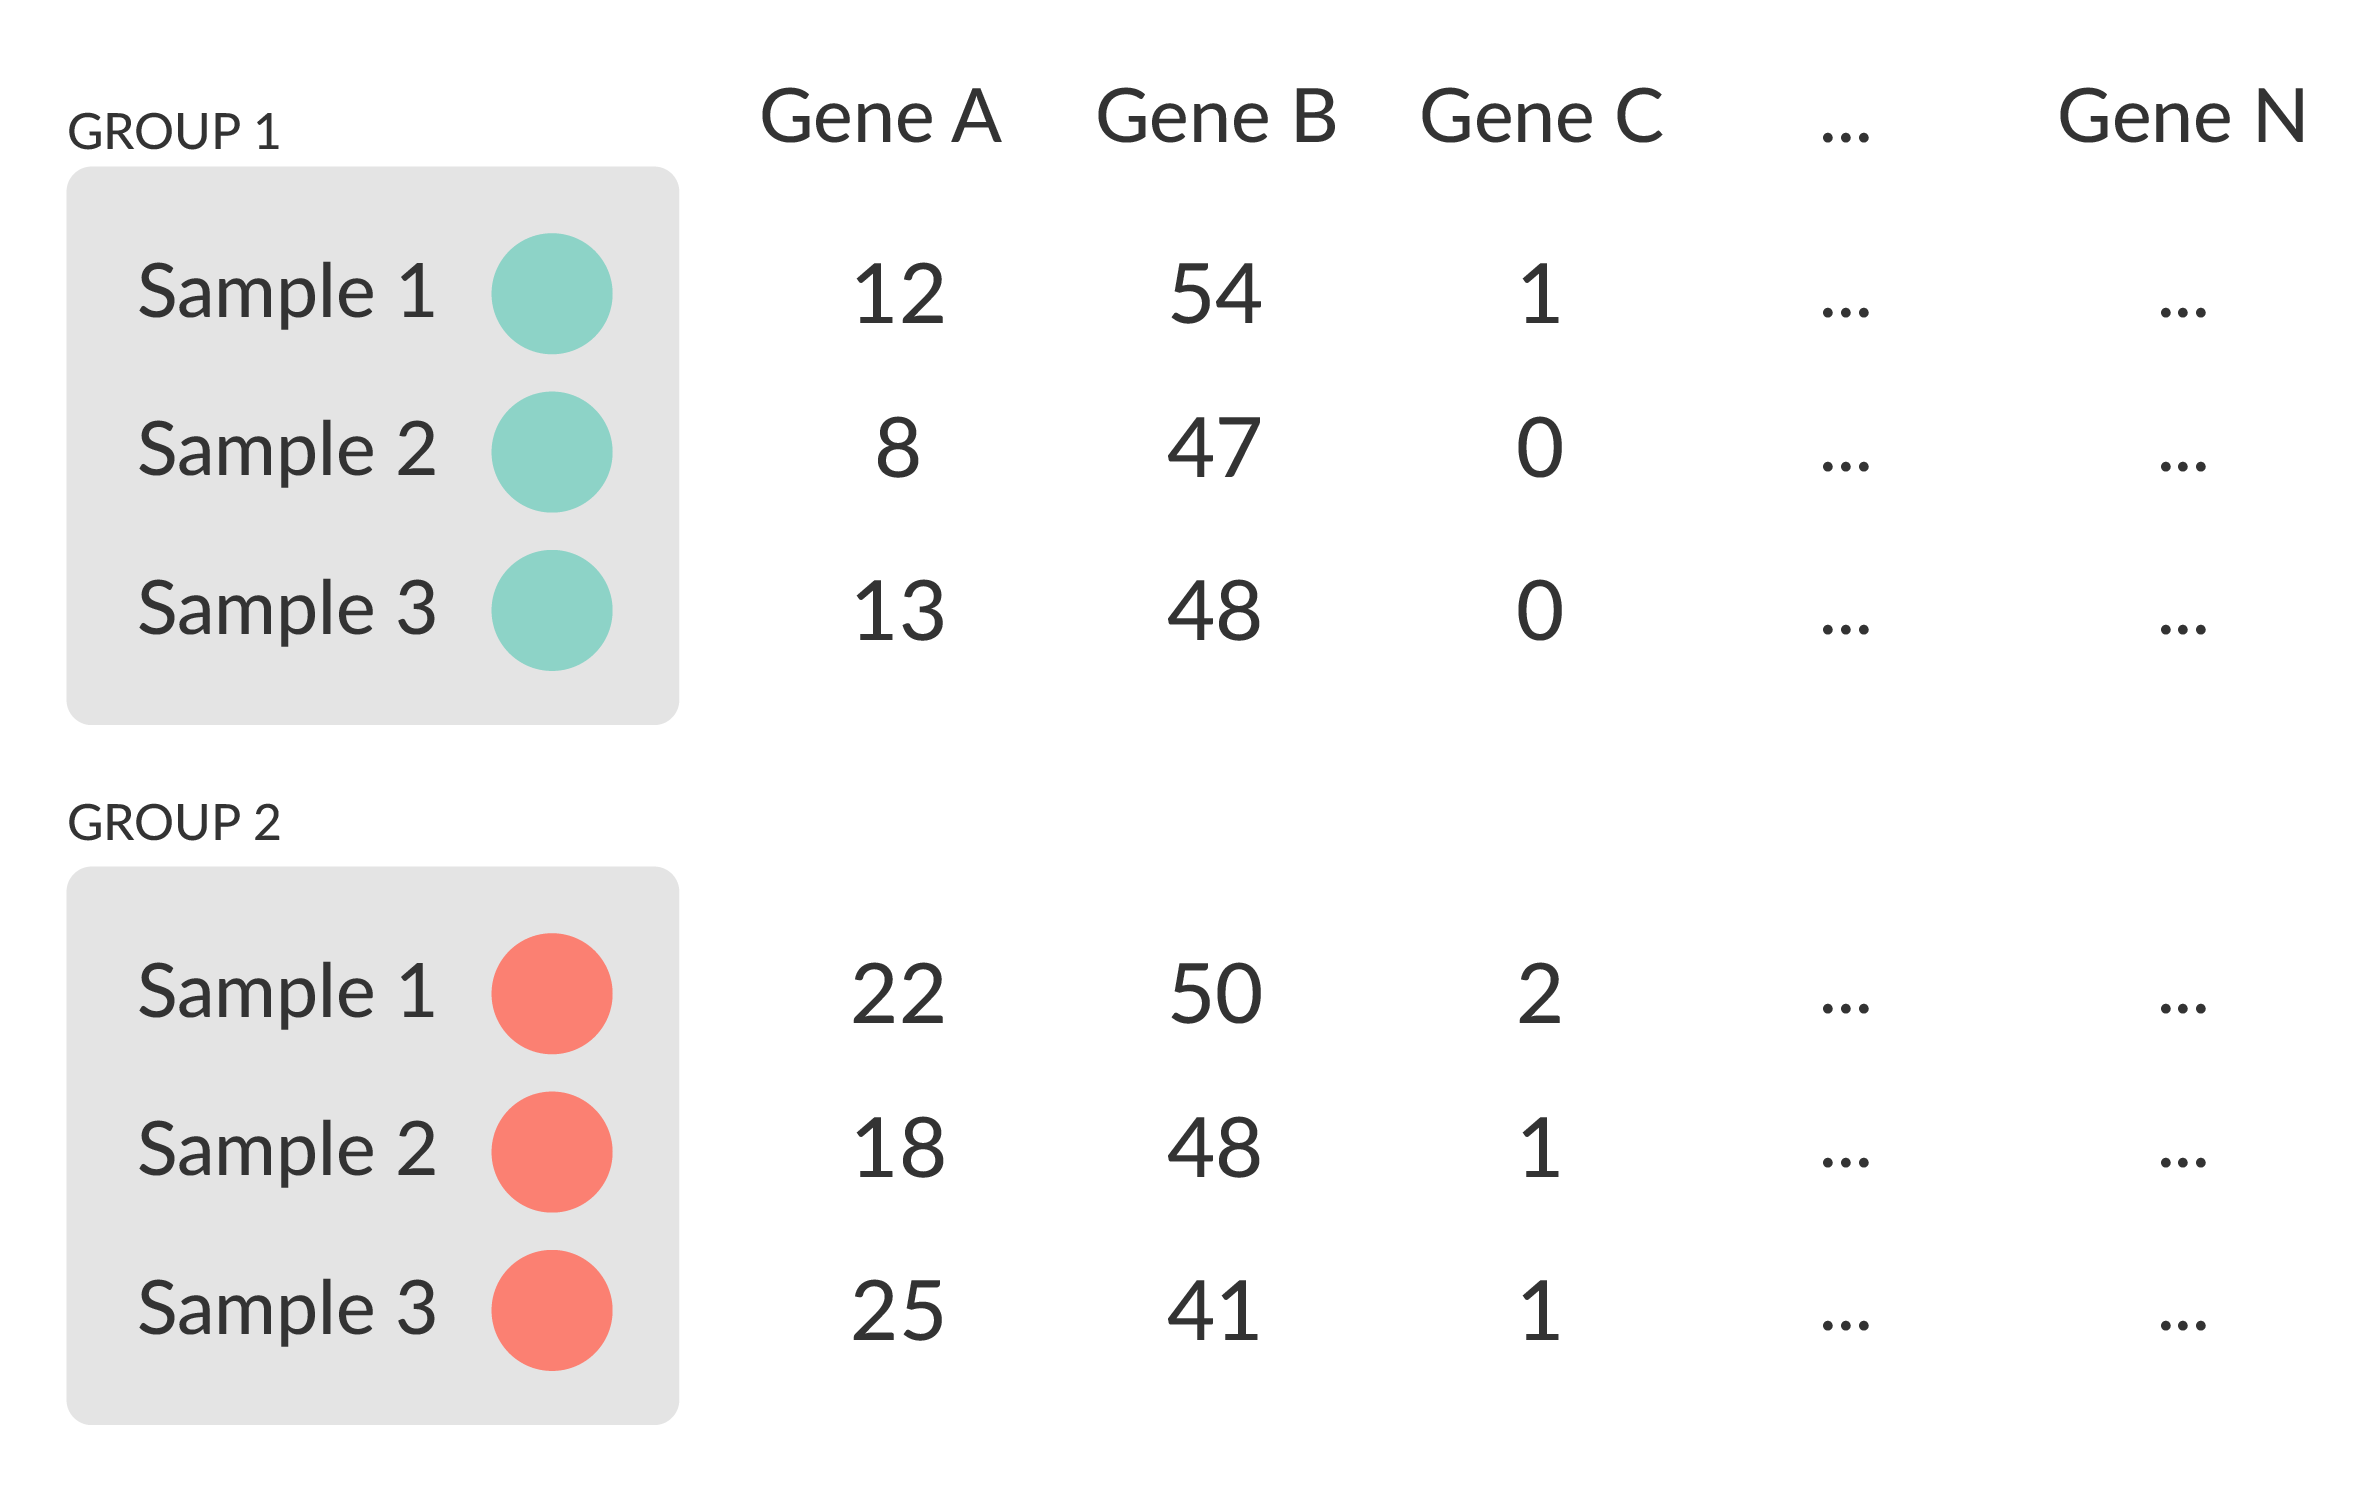 GROUP 1 Gene A Gene B Gene C ... Gene N
Sample 1 12 54 1 ... ...
Sample 2 8 47 0 ... ...
Sample 3 13 48 0 ... ...
GROUP 2
Sample 1 22 50 2 ... ...
Sample 2 18 48 1 ... ...
Sample 3 25 41 1 ... ...